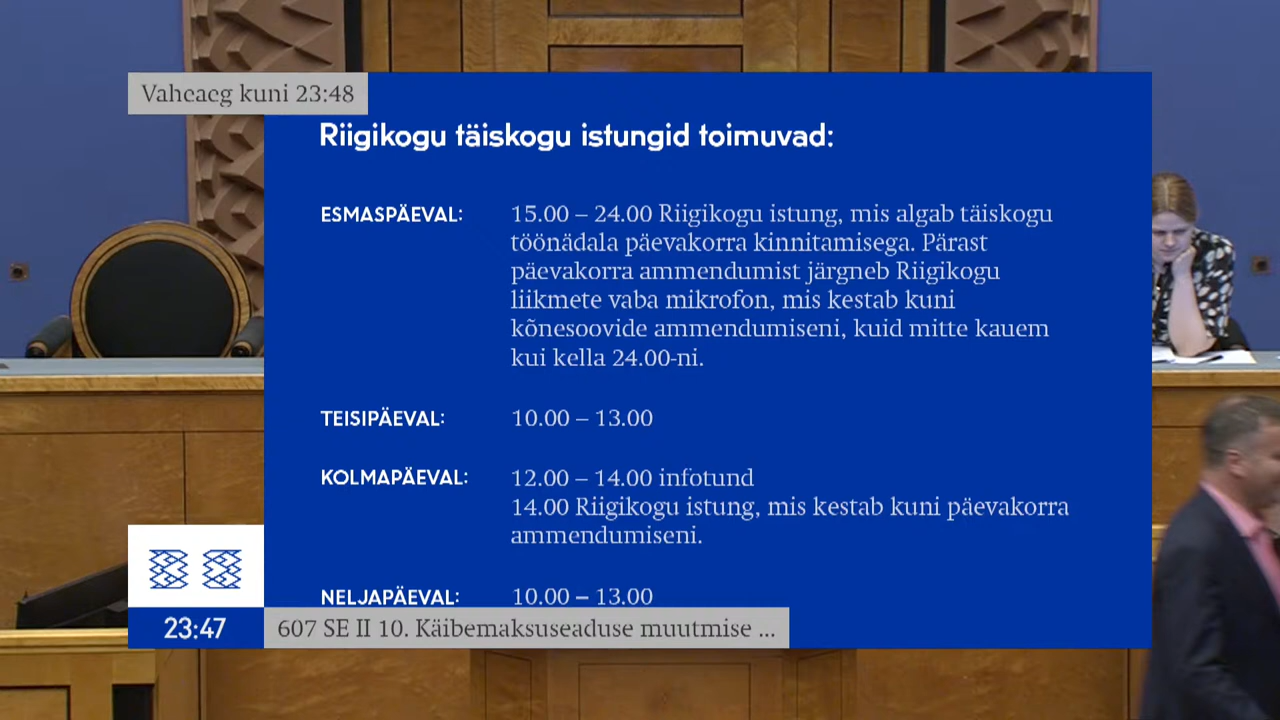 Vaheaeg kuni 23:48
Riigikogu täiskogu istungid toimuvad:
ESMASPÄEVAL:
15.00 – 24.00 Riigikogu istung, mis algab täiskogu
töönädala päevakorra kinnitamisega. Pärast
päevakorra ammendumist järgneb Riigikogu
liikmete vaba mikrofon, mis kestab kuni
kõnesoovide ammendumiseni, kuid mitte kauem
kui kella 24.00-ni.
TEISIPÄEVAL:
10.00 – 13.00
KOLMAPÄEVAL:
12.00 – 14.00 infotund
14.00 Riigikogu istung, mis kestab kuni päevakorra
ammendumiseni.
NELJAPÄEVAL:
10.00 – 13.00
23:47
607 SE II 10. Käibemaksuseaduse muutmise ...